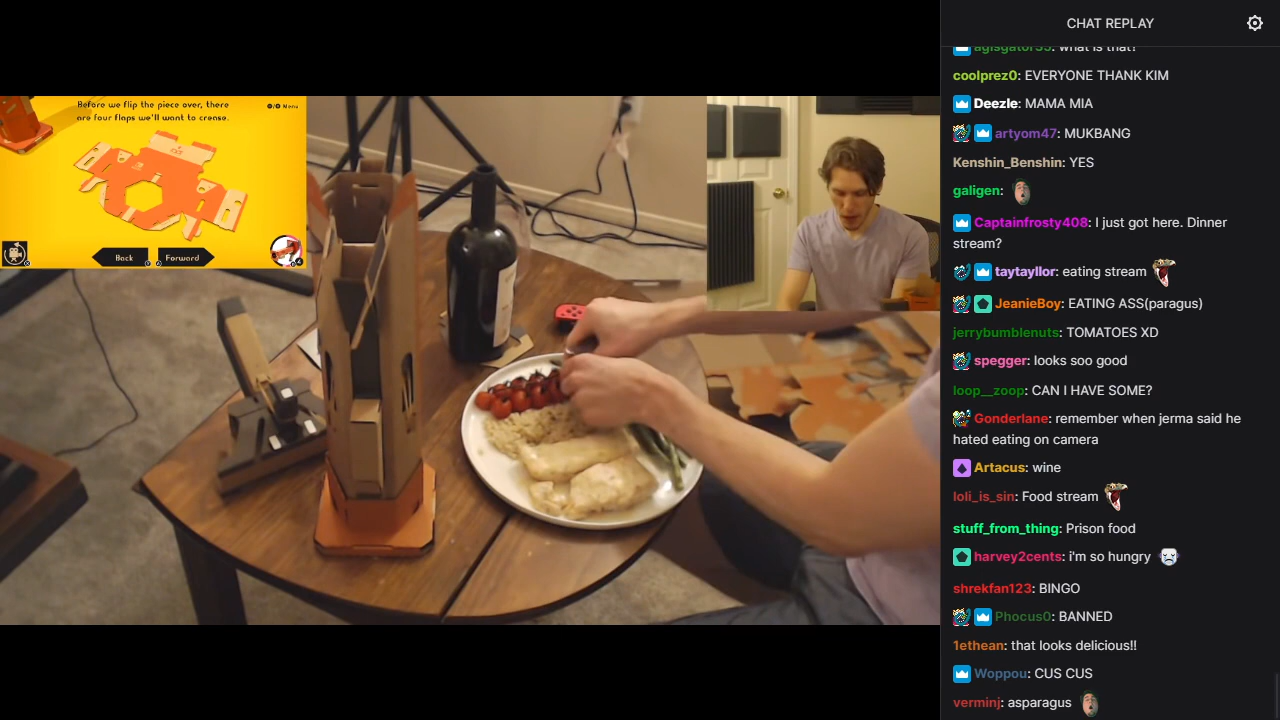 Before we flip the piece over, there
are four flaps we'll want to crease.
Menu
Back
Forward
CHAT REPLAY
agisgator35: what is that?
coolprez0: EVERYONE THANK KIM
Deezle: MAMA MIA
artyom47: MUKBANG
Kenshin_Benshin: YES
galigen:
Captainfrosty408: I just got here. Dinner
stream?
taytayllor: eating stream
JeanieBoy: EATING ASS(paragus)
jerrybumblenuts: TOMATOES XD
spegger: looks soo good
loop__zoop: CAN I HAVE SOME?
Gonderlane: remember when jerma said he
hated eating on camera
Artacus: wine
loli_is_sin: Food stream
stuff_from_thing: Prison food
harvey2cents: i'm so hungry
shrekfan123: BINGO
Phocus0: BANNED
1ethean: that looks delicious!!
Woppou: CUS CUS
verminj: asparagus